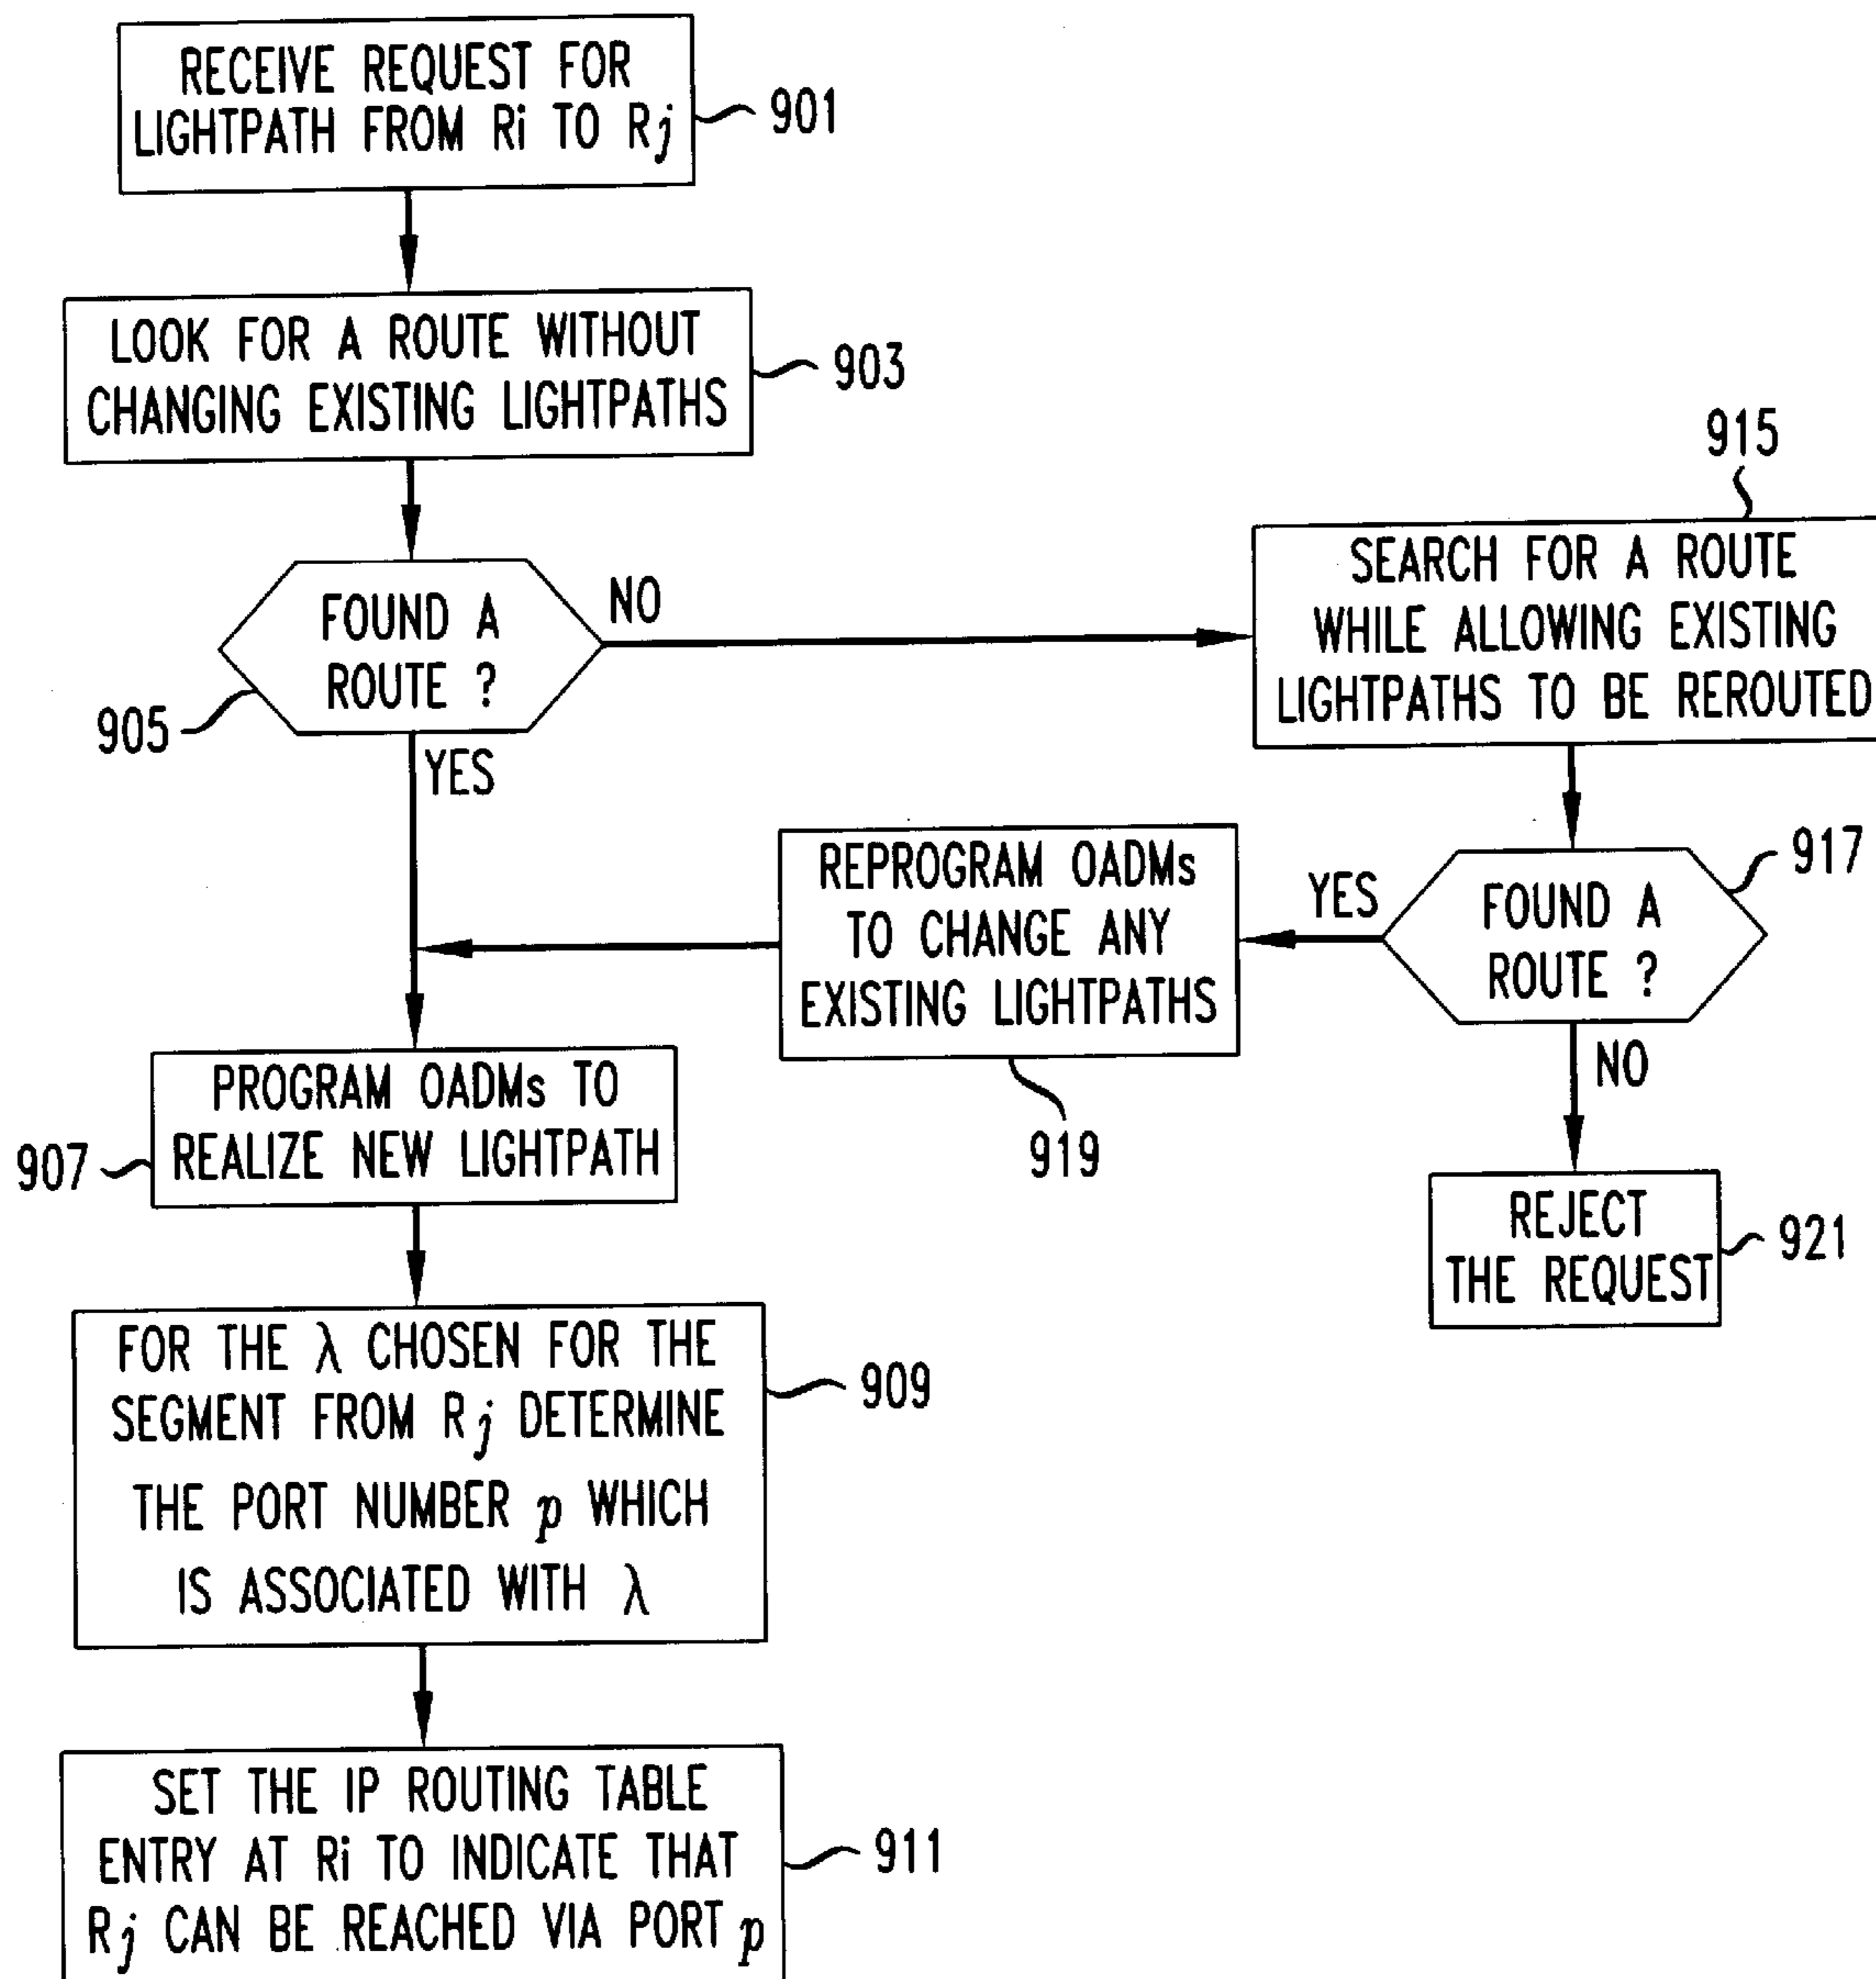 RECEIVE REQUEST FOR
LIGHTPATH FROM Ri TO Rj
901
LOOK FOR A ROUTE WITHOUT
CHANGING EXISTING LIGHTPATHS
903
FOUND A
ROUTE ?
905
NO
YES
915
SEARCH FOR A ROUTE
WHILE ALLOWING EXISTING
LIGHTPATHS TO BE REROUTED
917
FOUND A
ROUTE ?
YES
NO
REPROGRAM OADMs
TO CHANGE ANY
EXISTING LIGHTPATHS
919
REJECT
THE REQUEST
921
PROGRAM OADMs TO
REALIZE NEW LIGHTPATH
907
FOR THE λ CHOSEN FOR THE
SEGMENT FROM Rj DETERMINE
THE PORT NUMBER p WHICH
IS ASSOCIATED WITH λ
909
SET THE IP ROUTING TABLE
ENTRY AT Ri TO INDICATE THAT
Rj CAN BE REACHED VIA PORT p
911